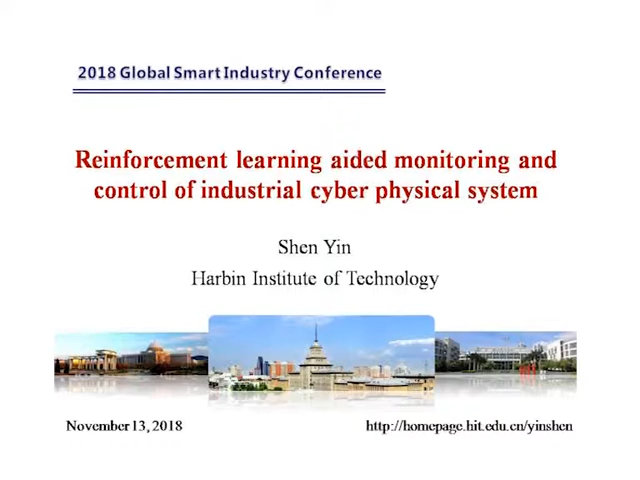 2018 Global Smart Industry Conference
Reinforcement learning aided monitoring and
control of industrial cyber physical system
Shen Yin
Harbin Institute of Technology
November 13, 2018
http://homepage.hit.edu.cn/yinshen